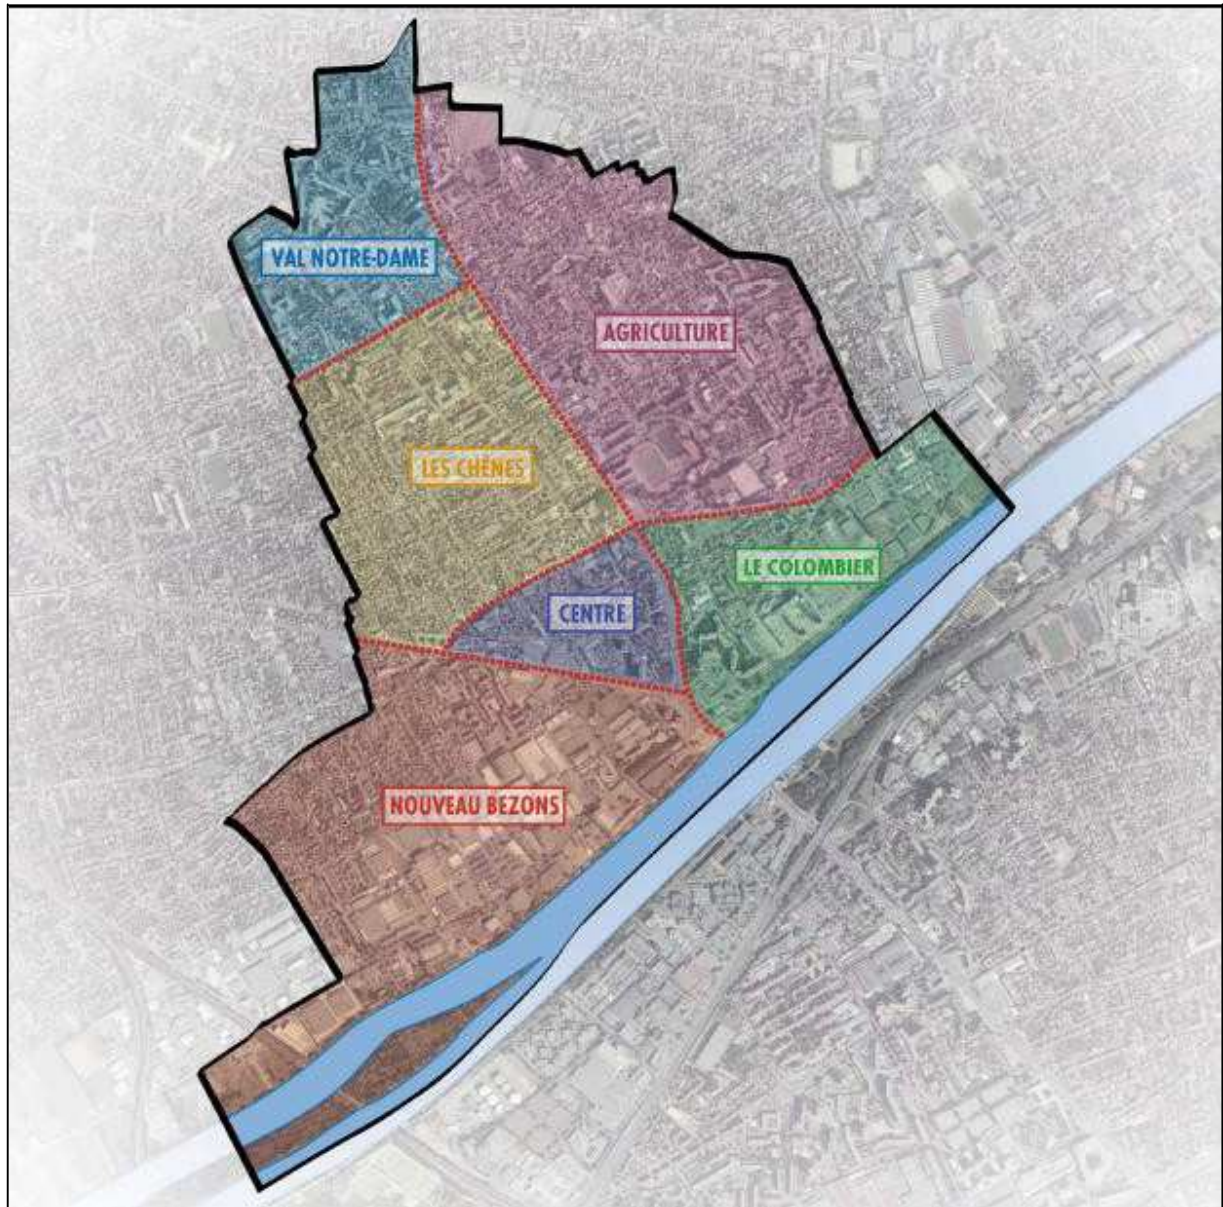 VAL NOTRE-DAME
AGRICULTURE
LES CHÊNES
LE COLOMBIER
CENTRE
NOUVEAU BEZONS